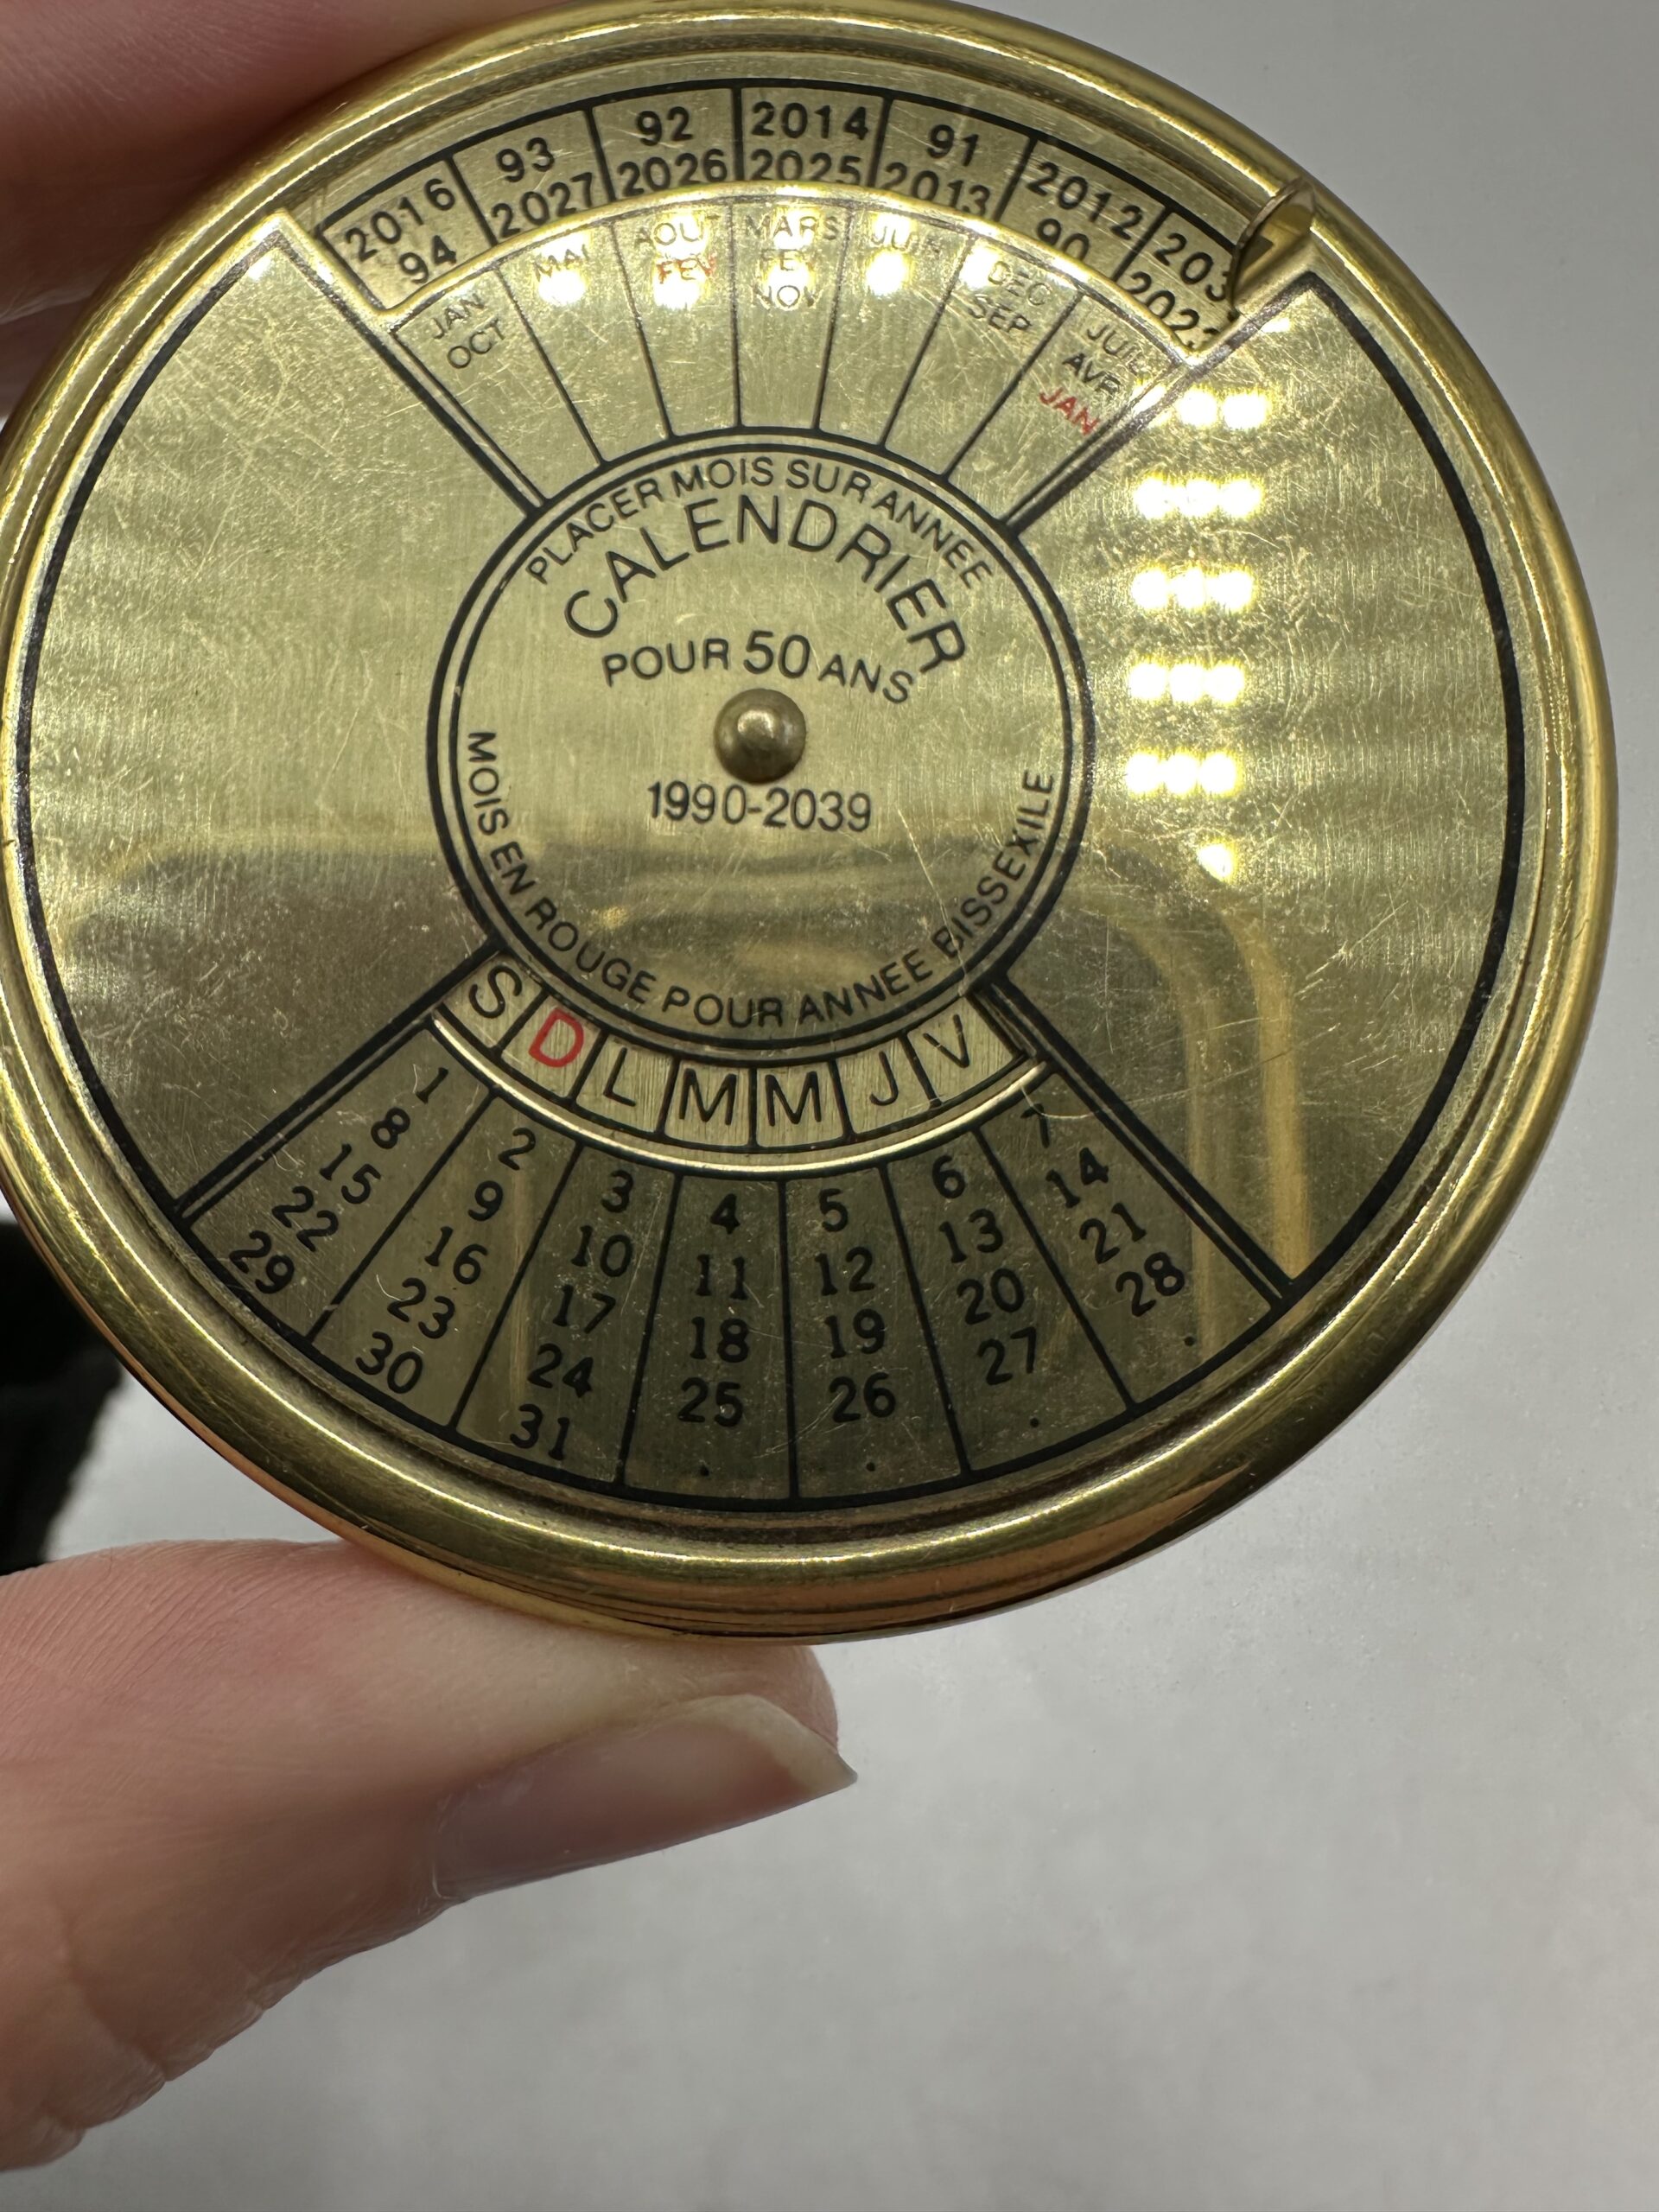 2016 93 92 2014 91 2012
94 2027 2026 2025 2013 90
JAN MAI AOUT MARS JUIN DEC JUIL
OCT FEV FEV SEP AVR
NOV JAN
PLACER MOIS SUR ANNEE
CALENDRIER
POUR 50 ANS
1990-2039
MOIS EN ROUGE POUR ANNEE BISSEXILE
S D L M M J V
1 2 3 4 5 6 7
8 9 10 11 12 13 14
15 16 17 18 19 20 21
22 23 24 25 26 27 28
29 30 31 . . . .